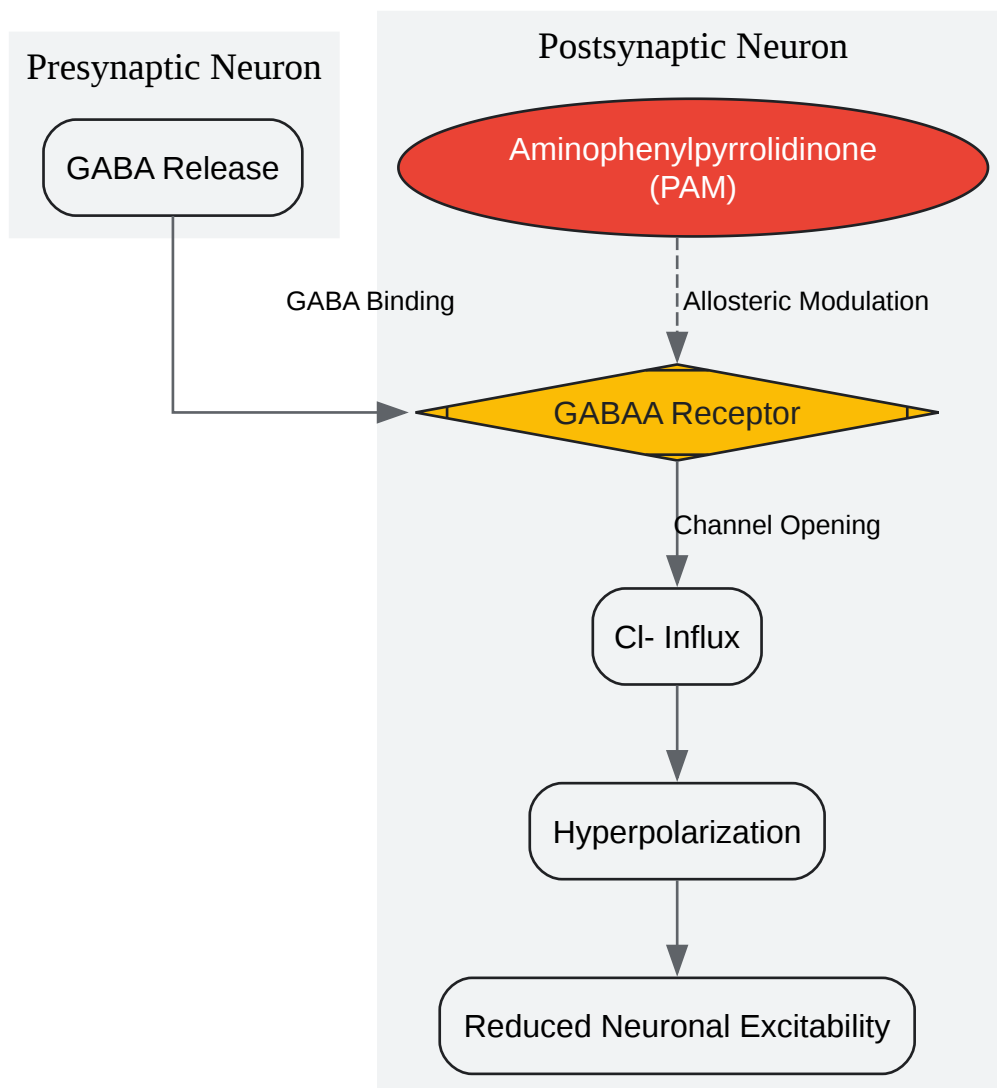 Presynaptic Neuron
GABA Release
Postsynaptic Neuron
Aminophenylpyrrolidinone
(PAM)
GABA Binding
Allosteric Modulation
GABAA Receptor
Channel Opening
Cl- Influx
Hyperpolarization
Reduced Neuronal Excitability